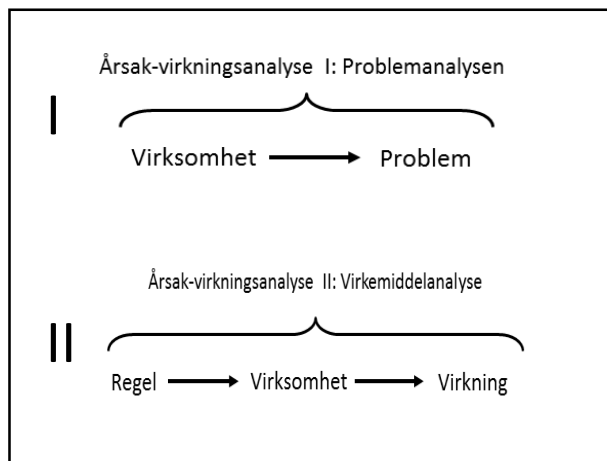 Årsak-virkningsanalyse I: Problemanalysen
I
Virksomhet Problem
Årsak-virkningsanalyse II: Virkemiddelanalyse
II
Regel Virksomhet Virkning